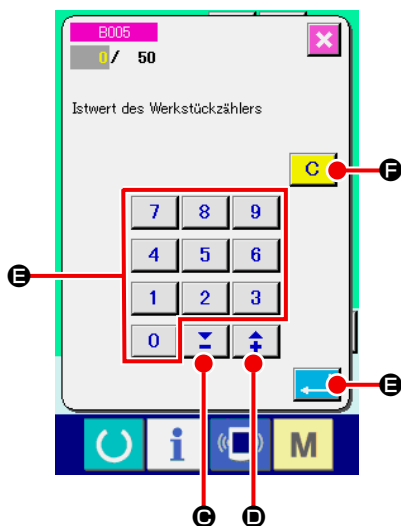 B005
0/ 50
Istwert des Werkstückzählers
C
F
7 8 9
4 5 6
E
1 2 3
0
E
i M
C D